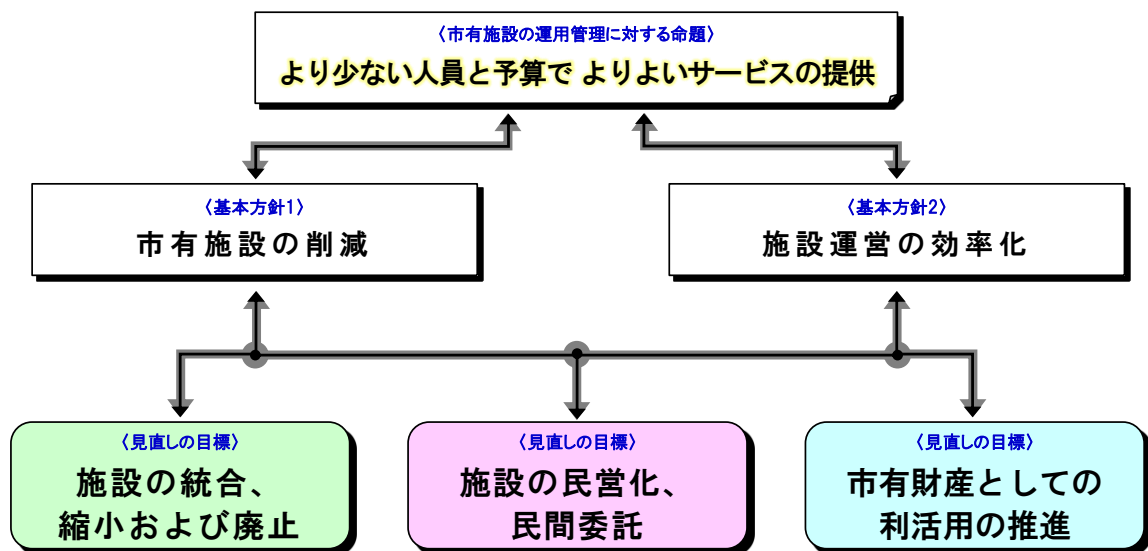 〈市有施設の運用管理に対する命題〉
より少ない人員と予算で よりよいサービスの提供
〈基本方針1〉
市有施設の削減
〈基本方針2〉
施設運営の効率化
〈見直しの目標〉
施設の統合、
縮小および廃止
〈見直しの目標〉
施設の民営化、
民間委託
〈見直しの目標〉
市有財産としての
利活用の推進